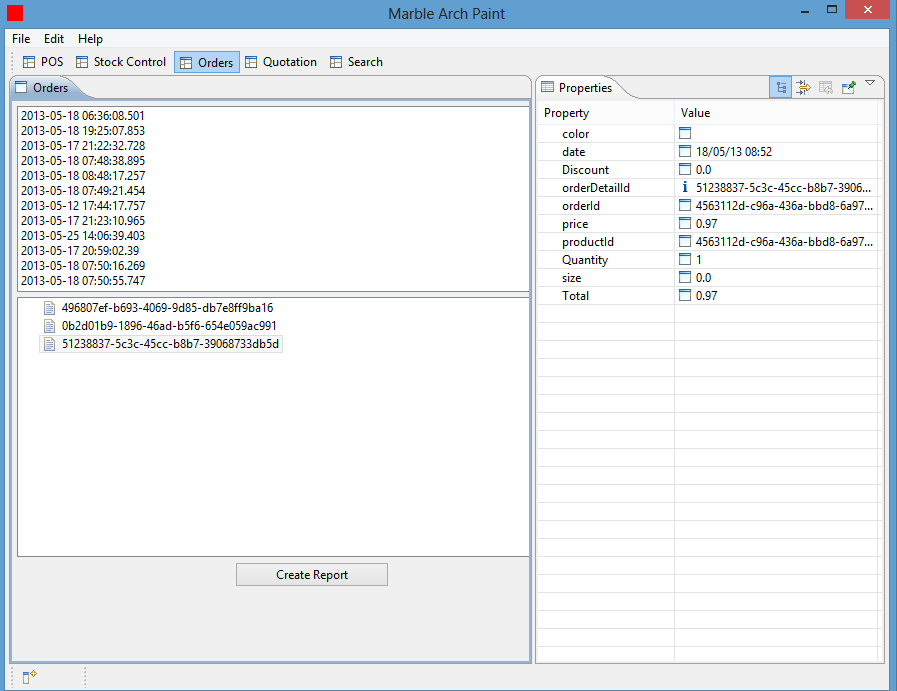 Marble Arch Paint
File Edit Help
POS Stock Control Orders Quotation Search
Orders
2013-05-18 06:36:08.501
2013-05-18 19:25:07.853
2013-05-17 21:22:32.728
2013-05-18 07:48:38.895
2013-05-18 08:48:17.257
2013-05-18 07:49:21.454
2013-05-12 17:44:17.757
2013-05-17 21:23:10.965
2013-05-25 14:06:39.403
2013-05-17 20:59:02.39
2013-05-18 07:50:16.269
2013-05-18 07:50:55.747
496807ef-b693-4069-9d85-db7e8ff9ba16
0b2d01b9-1896-46ad-b5f6-654e059ac991
51238837-5c3c-45cc-b8b7-39068733db5d
Create Report
Properties
Property Value
color
date 18/05/13 08:52
Discount 0.0
orderDetailId 51238837-5c3c-45cc-b8b7-3906...
orderId 4563112d-c96a-436a-bbd8-6a97...
price 0.97
productId 4563112d-c96a-436a-bbd8-6a97...
Quantity 1
size 0.0
Total 0.97